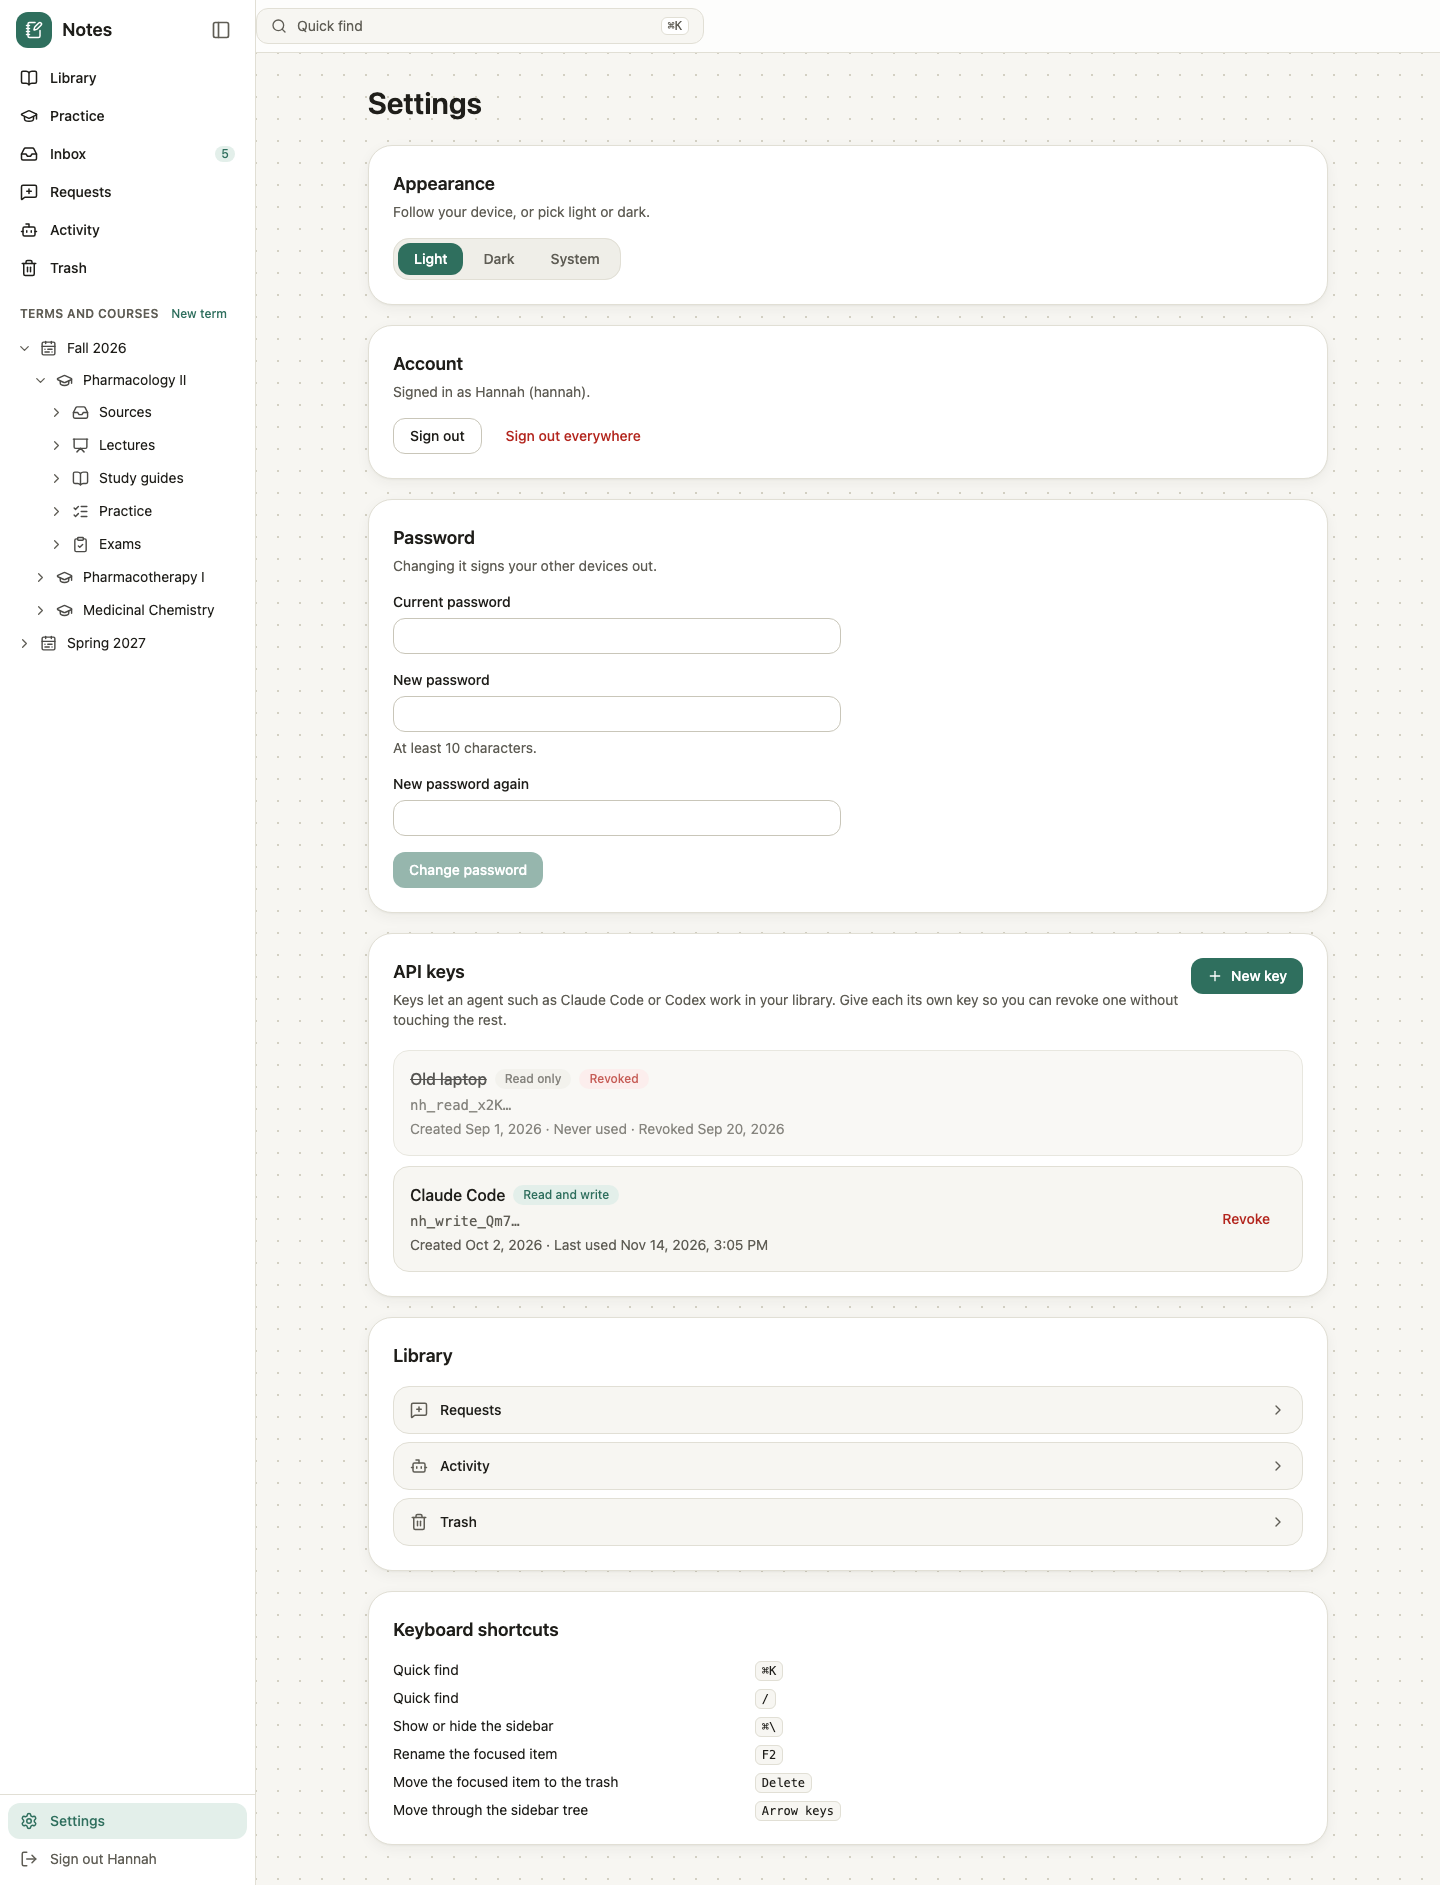 Notes
Library
Practice
Inbox 5
Requests
Activity
Trash
TERMS AND COURSES New term
Fall 2026
Pharmacology II
Sources
Lectures
Study guides
Practice
Exams
Pharmacotherapy I
Medicinal Chemistry
Spring 2027
Settings
Sign out Hannah
Quick find ⌘K
Settings
Appearance
Follow your device, or pick light or dark.
Light Dark System
Account
Signed in as Hannah (hannah).
Sign out Sign out everywhere
Password
Changing it signs your other devices out.
Current password
New password
At least 10 characters.
New password again
Change password
API keys
New key
Keys let an agent such as Claude Code or Codex work in your library. Give each its own key so you can revoke one without
touching the rest.
Old laptop Read only Revoked
nh_read_x2K…
Created Sep 1, 2026 · Never used · Revoked Sep 20, 2026
Claude Code Read and write
nh_write_Qm7…
Revoke
Created Oct 2, 2026 · Last used Nov 14, 2026, 3:05 PM
Library
Requests
Activity
Trash
Keyboard shortcuts
Quick find ⌘K
Quick find /
Show or hide the sidebar ⌘\
Rename the focused item F2
Move the focused item to the trash Delete
Move through the sidebar tree Arrow keys